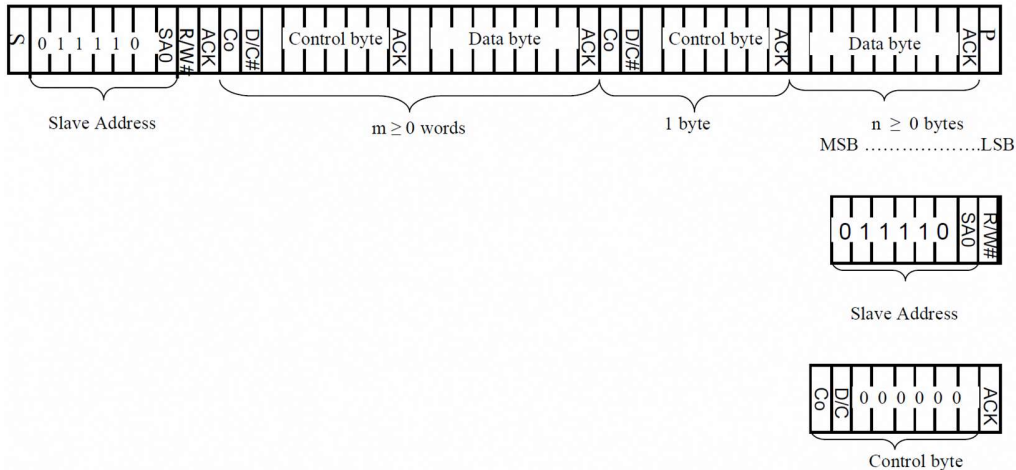 S 0 1 1 1 1 0 SA0 R/W# ACK Co D/C# Control byte ACK Data byte ACK Co D/C# Control byte ACK Data byte ACK P
Slave Address
m ≥ 0 words
1 byte
n ≥ 0 bytes
MSB ....................LSB
0 1 1 1 1 0 SA0 R/W#
Slave Address
Co D/C 0 0 0 0 0 0 ACK
Control byte